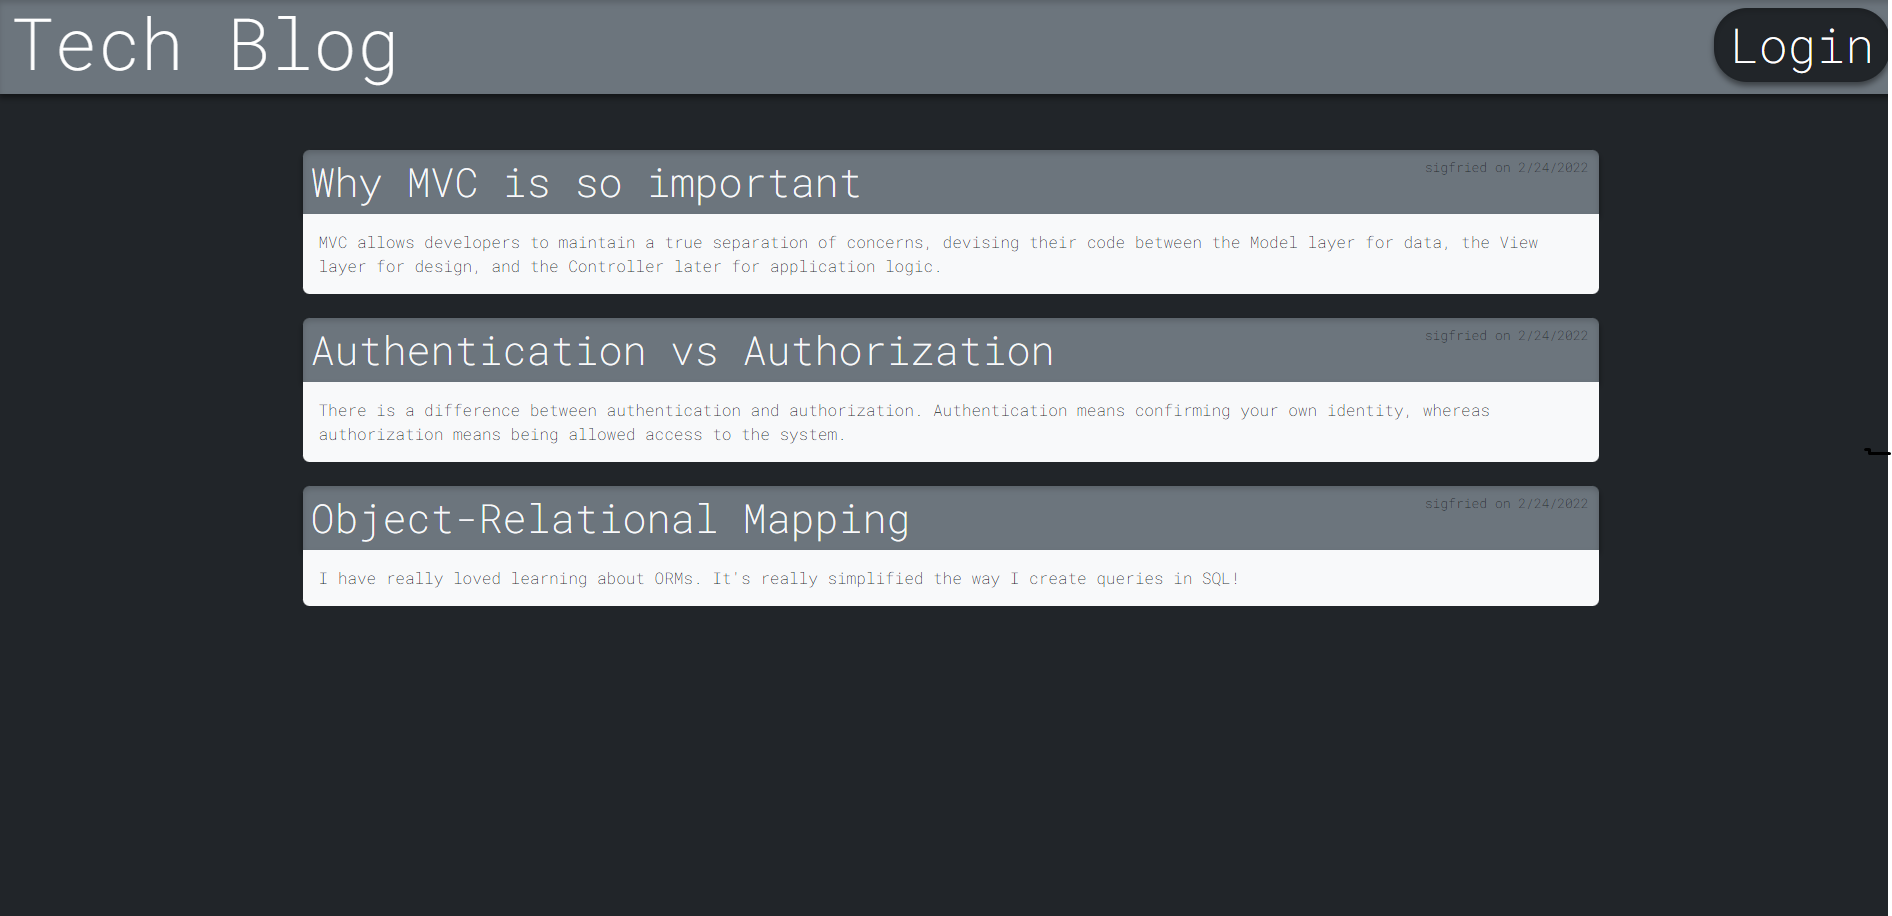 Tech Blog
Login
Why MVC is so important
sigfried on 2/24/2022
MVC allows developers to maintain a true separation of concerns, devising their code between the Model layer for data, the View
layer for design, and the Controller later for application logic.
Authentication vs Authorization
sigfried on 2/24/2022
There is a difference between authentication and authorization. Authentication means confirming your own identity, whereas
authorization means being allowed access to the system.
Object-Relational Mapping
sigfried on 2/24/2022
I have really loved learning about ORMs. It's really simplified the way I create queries in SQL!